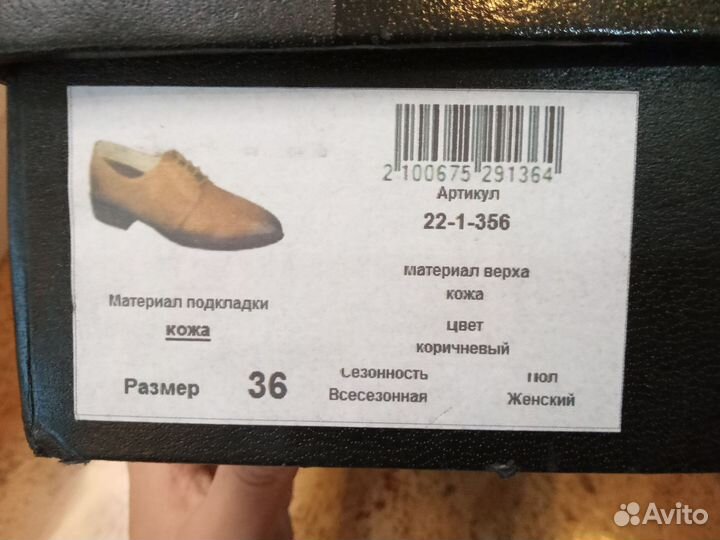 2 100675 291364
Артикул
22-1-356
Материал верха
кожа
Цвет
коричневый
Материал подкладки
кожа
Размер 36
Сезонность
Всесезонная
Пол
Женский
Avito